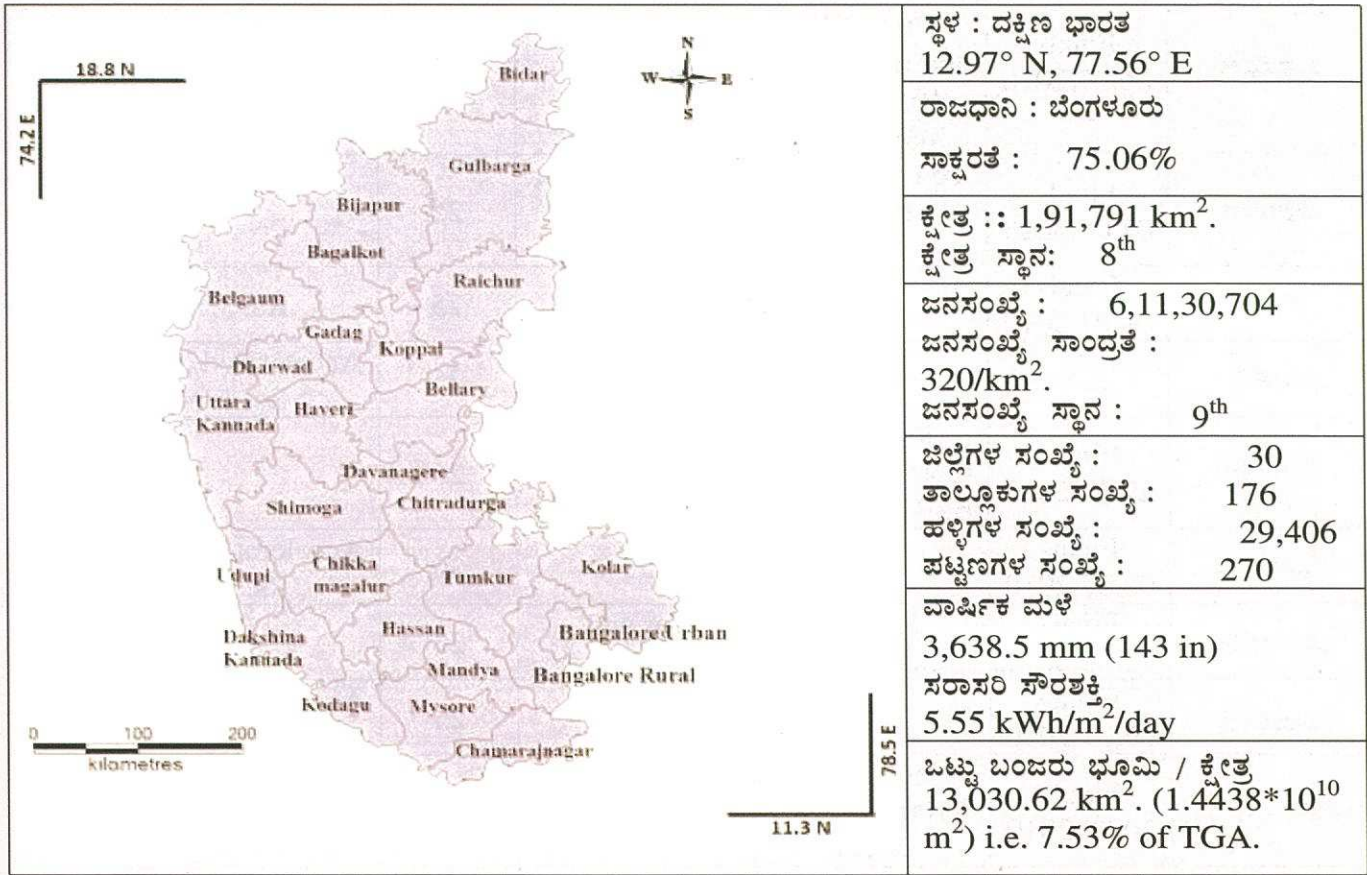 18.8 N
74.2 E
N
W E
S
Bidar
Gulbarga
Bijapur
Bagalkot
Raichur
Belgaum
Gadag
Koppal
Dharwad
Bellary
Uttara
Kannada
Haveri
Davanagere
Chitradurga
Shimoga
Chikka
magalur
Udupi
Tumkur
Kolar
Dakshina
Kannada
Hassan
Bangalore Urban
Mandya
Bangalore Rural
Kodagu
Mysore
Chamarajnagar
0 100 200
kilometres
78.5 E
11.3 N
ಸ್ಥಳ : ದಕ್ಷಿಣ ಭಾರತ
12.97° N, 77.56° E
ರಾಜಧಾನಿ : ಬೆಂಗಳೂರು
ಸಾಕ್ಷರತೆ : 75.06%
ಕ್ಷೇತ್ರ :: 1,91,791 km².
ಕ್ಷೇತ್ರ ಸ್ಥಾನ: 8th
ಜನಸಂಖ್ಯೆ : 6,11,30,704
ಜನಸಂಖ್ಯೆ ಸಾಂದ್ರತೆ :
320/km².
ಜನಸಂಖ್ಯೆ ಸ್ಥಾನ : 9th
ಜಿಲ್ಲೆಗಳ ಸಂಖ್ಯೆ : 30
ತಾಲ್ಲೂಕುಗಳ ಸಂಖ್ಯೆ : 176
ಹಳ್ಳಿಗಳ ಸಂಖ್ಯೆ : 29,406
ಪಟ್ಟಣಗಳ ಸಂಖ್ಯೆ : 270
ವಾರ್ಷಿಕ ಮಳೆ
3,638.5 mm (143 in)
ಸರಾಸರಿ ಸೌರಶಕ್ತಿ
5.55 kWh/m²/day
ಒಟ್ಟು ಬಂಜರು ಭೂಮಿ / ಕ್ಷೇತ್ರ
13,030.62 km². (1.4438*10¹⁰
m²) i.e. 7.53% of TGA.